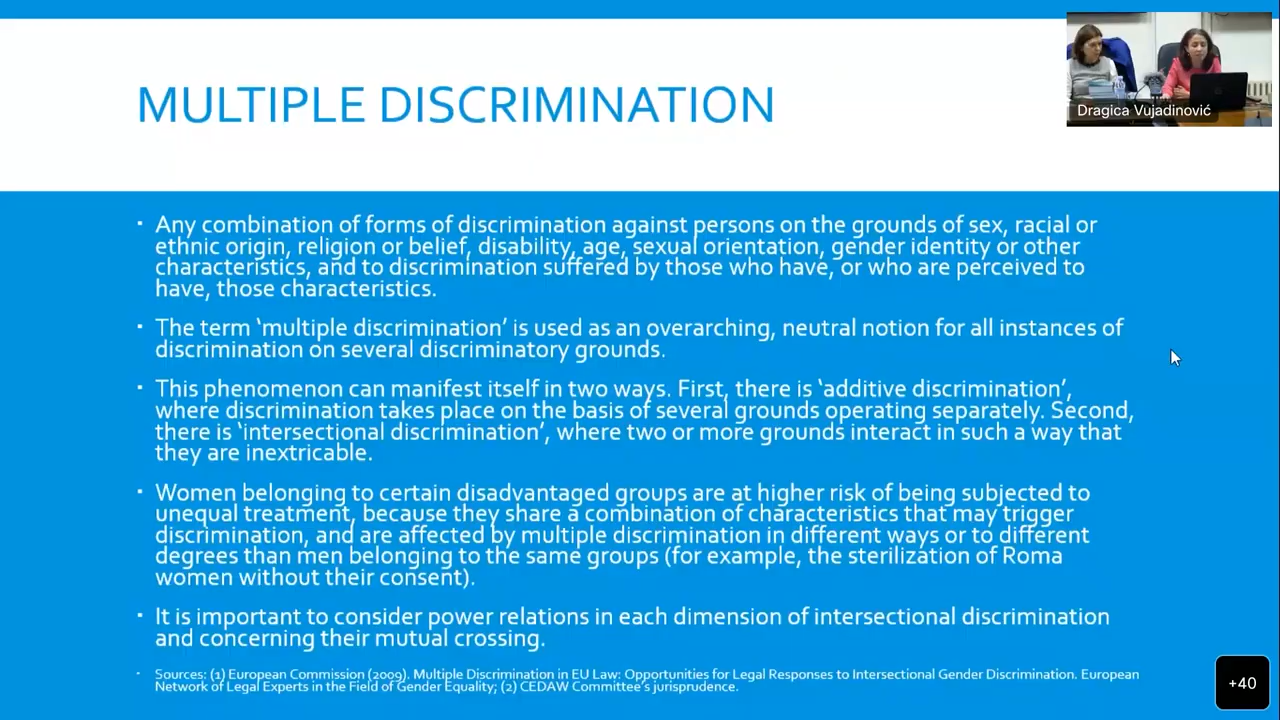 MULTIPLE DISCRIMINATION
Dragica Vujadinović
▪ Any combination of forms of discrimination against persons on the grounds of sex, racial or
ethnic origin, religion or belief, disability, age, sexual orientation, gender identity or other
characteristics, and to discrimination suffered by those who have, or who are perceived to
have, those characteristics.
▪ The term ‘multiple discrimination’ is used as an overarching, neutral notion for all instances of
discrimination on several discriminatory grounds.
▪ This phenomenon can manifest itself in two ways. First, there is ‘additive discrimination’,
where discrimination takes place on the basis of several grounds operating separately. Second,
there is ‘intersectional discrimination’, where two or more grounds interact in such a way that
they are inextricable.
▪ Women belonging to certain disadvantaged groups are at higher risk of being subjected to
unequal treatment, because they share a combination of characteristics that may trigger
discrimination, and are affected by multiple discrimination in different ways or to different
degrees than men belonging to the same groups (for example, the sterilization of Roma
women without their consent).
▪ It is important to consider power relations in each dimension of intersectional discrimination
and concerning their mutual crossing.
▪ Sources: (1) European Commission (2009). Multiple Discrimination in EU Law: Opportunities for Legal Responses to Intersectional Gender Discrimination. European
Network of Legal Experts in the Field of Gender Equality; (2) CEDAW Committee's jurisprudence.
+40